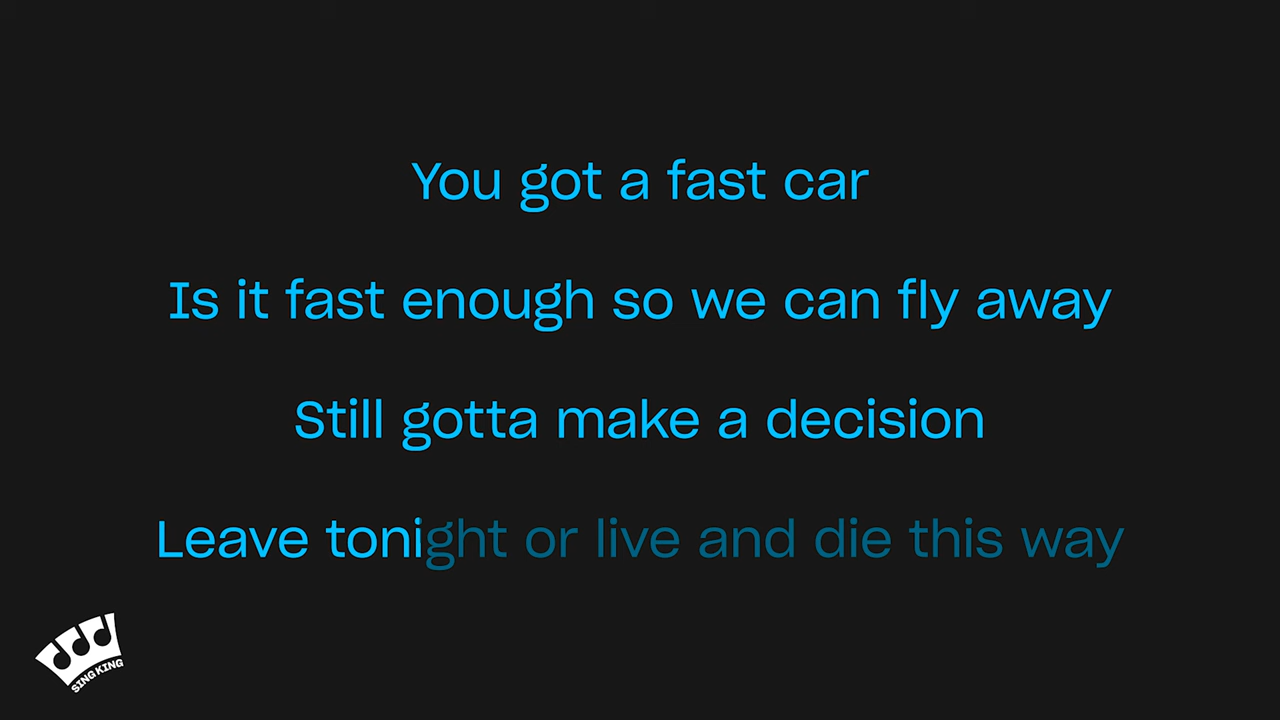 You got a fast car
Is it fast enough so we can fly away
Still gotta make a decision
Leave tonight or live and die this way
SING KING